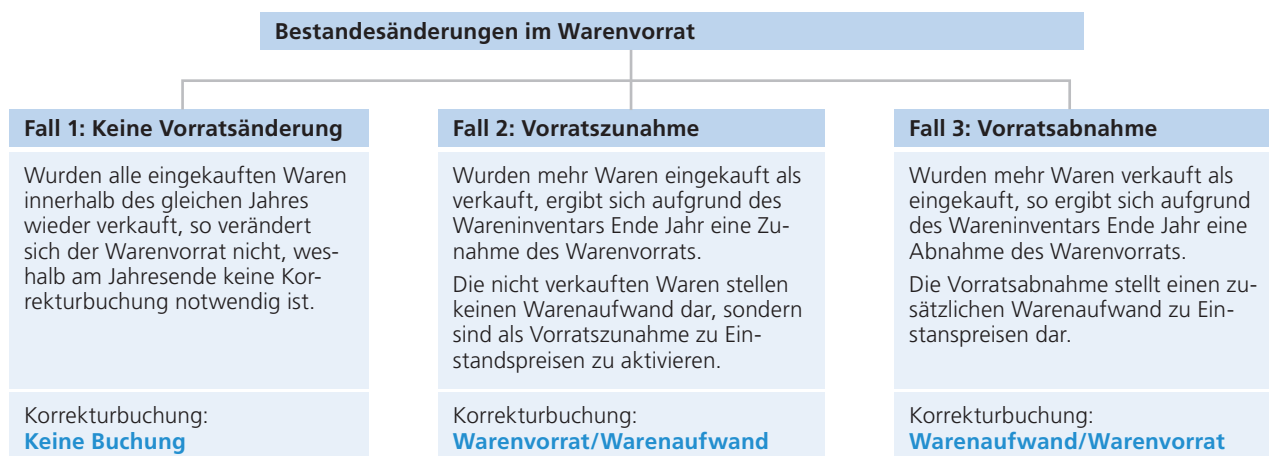 Bestandesänderungen im Warenvorrat
Fall 1: Keine Vorratsänderung
Wurden alle eingekauften Waren
innerhalb des gleichen Jahres
wieder verkauft, so verändert
sich der Warenvorrat nicht, wes-
halb am Jahresende keine Kor-
rekturbuchung notwendig ist.
Korrekturbuchung:
Keine Buchung
Fall 2: Vorratszunahme
Wurden mehr Waren eingekauft als
verkauft, ergibt sich aufgrund des
Wareninventars Ende Jahr eine Zu-
nahme des Warenvorrats.
Die nicht verkauften Waren stellen
keinen Warenaufwand dar, sondern
sind als Vorratszunahme zu Ein-
standspreisen zu aktivieren.
Korrekturbuchung:
Warenvorrat/Warenaufwand
Fall 3: Vorratsabnahme
Wurden mehr Waren verkauft als
eingekauft, so ergibt sich aufgrund
des Wareninventars Ende Jahr eine
Abnahme des Warenvorrats.
Die Vorratsabnahme stellt einen zu-
sätzlichen Warenaufwand zu Ein-
stanspreisen dar.
Korrekturbuchung:
Warenaufwand/Warenvorrat